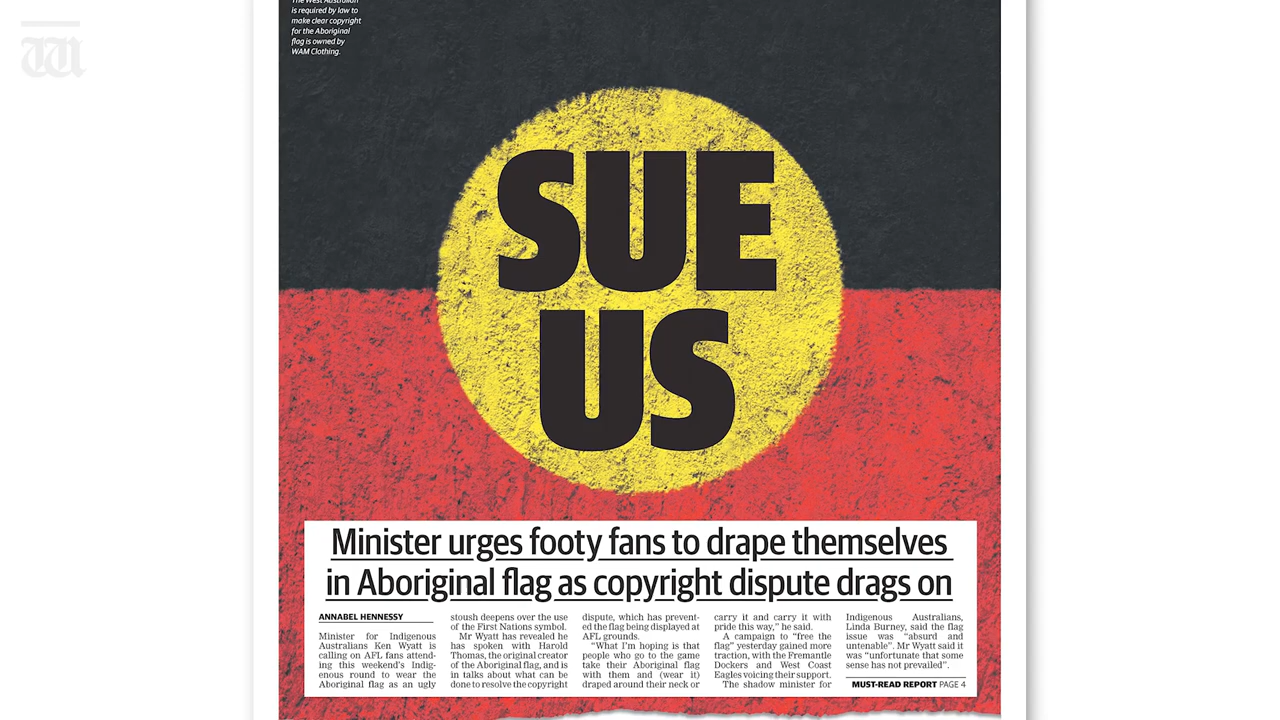 W
The West Australian
is required by law to
make clear copyright
for the Aboriginal
flag is owned by
WAM Clothing.
SUE
US
Minister urges footy fans to drape themselves
in Aboriginal flag as copyright dispute drags on
ANNABEL HENNESSY
Minister for Indigenous
Australians Ken Wyatt is
calling on AFL fans attend-
ing this weekend's Indig-
enous round to wear the
Aboriginal flag as an ugly
stoush deepens over the use
of the First Nations symbol.
Mr Wyatt has revealed he
has spoken with Harold
Thomas, the original creator
of the Aboriginal flag, and is
in talks about what can be
done to resolve the copyright
dispute, which has prevent-
ed the flag being displayed at
AFL grounds.
"What I'm hoping is that
people who go to the game
take their Aboriginal flag
with them and (wear it)
draped around their neck or
carry it and carry it with
pride this way," he said.
A campaign to "free the
flag" yesterday gained more
traction, with the Fremantle
Dockers and West Coast
Eagles voicing their support.
The shadow minister for
Indigenous Australians,
Linda Burney, said the flag
issue was "absurd and
untenable". Mr Wyatt said it
was "unfortunate that some
sense has not prevailed".
MUST-READ REPORT PAGE 4